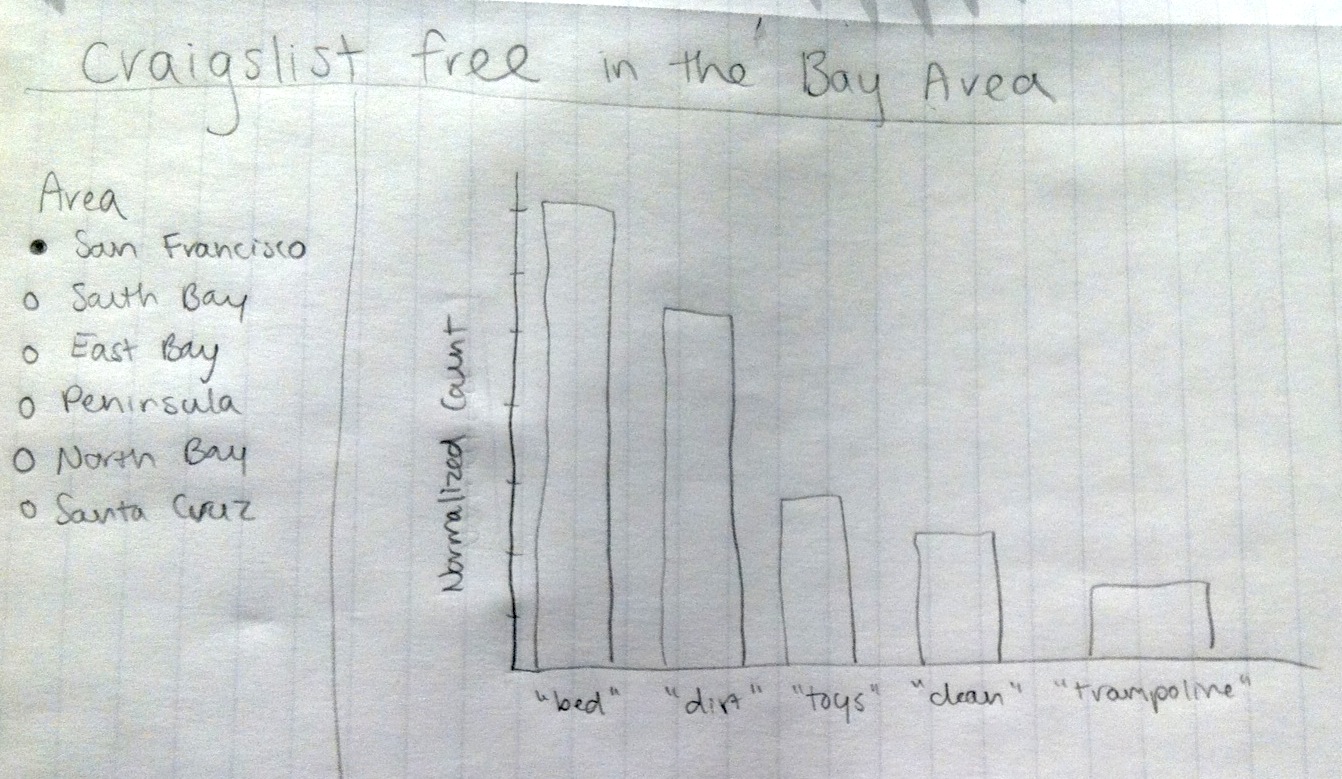 Craigslist free in the Bay Area
Area
San Francisco
South Bay
East Bay
Peninsula
North Bay
Santa Cruz
Normalized Count
"bed" "dirt" "toys" "clean" "trampoline"